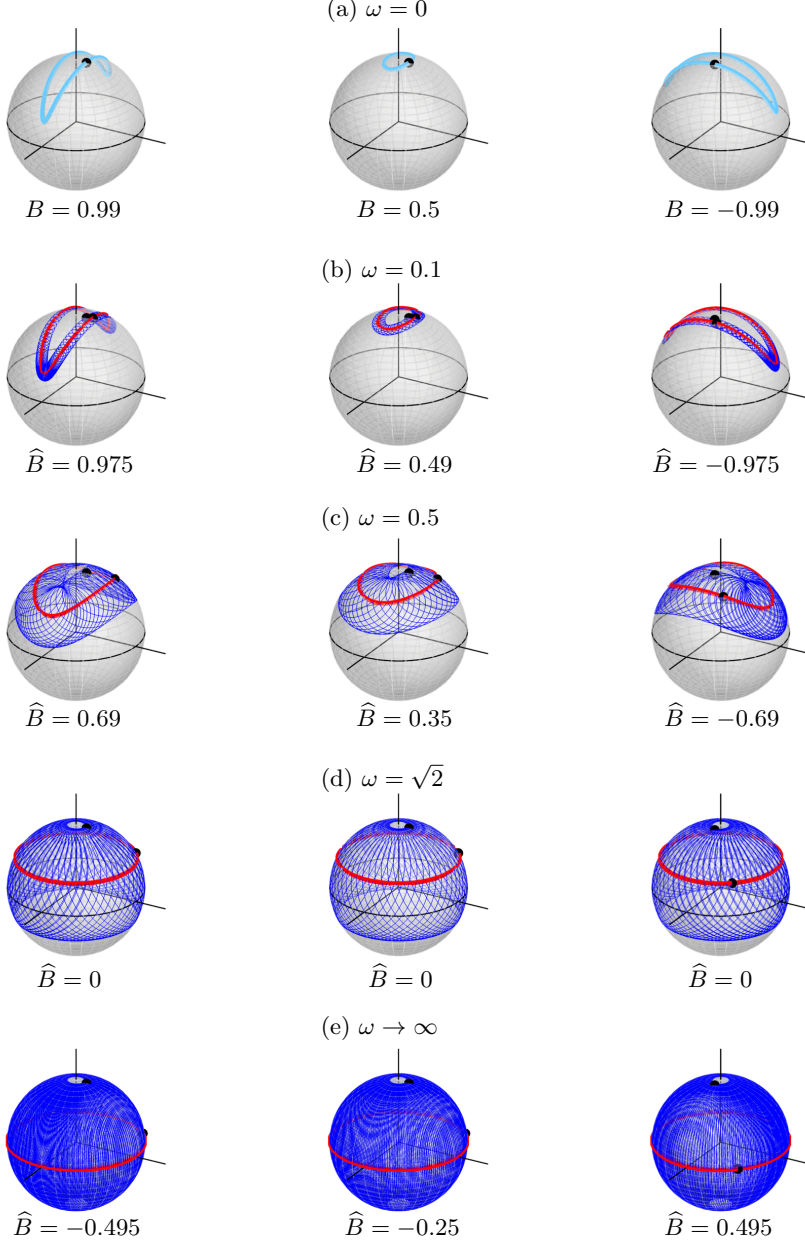 (a) ω = 0
B = 0.99 B = 0.5 B = −0.99
(b) ω = 0.1
B̂ = 0.975 B̂ = 0.49 B̂ = −0.975
(c) ω = 0.5
B̂ = 0.69 B̂ = 0.35 B̂ = −0.69
(d) ω = √2
B̂ = 0 B̂ = 0 B̂ = 0
(e) ω → ∞
B̂ = −0.495 B̂ = −0.25 B̂ = 0.495